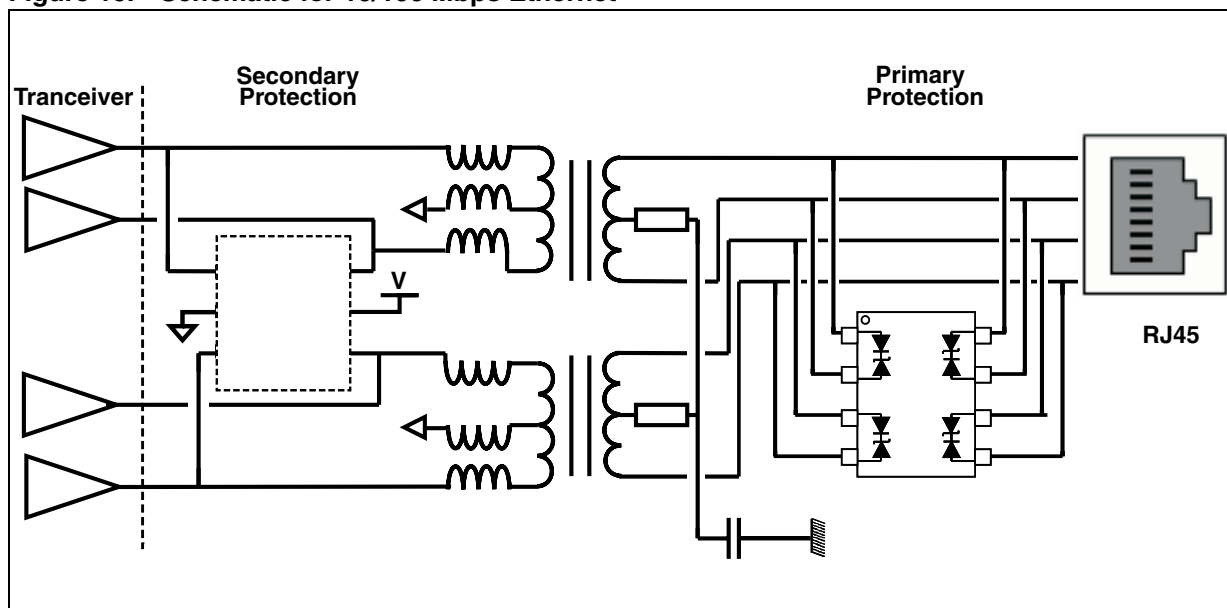 Tranceiver
Secondary
Protection
Primary
Protection
V
RJ45